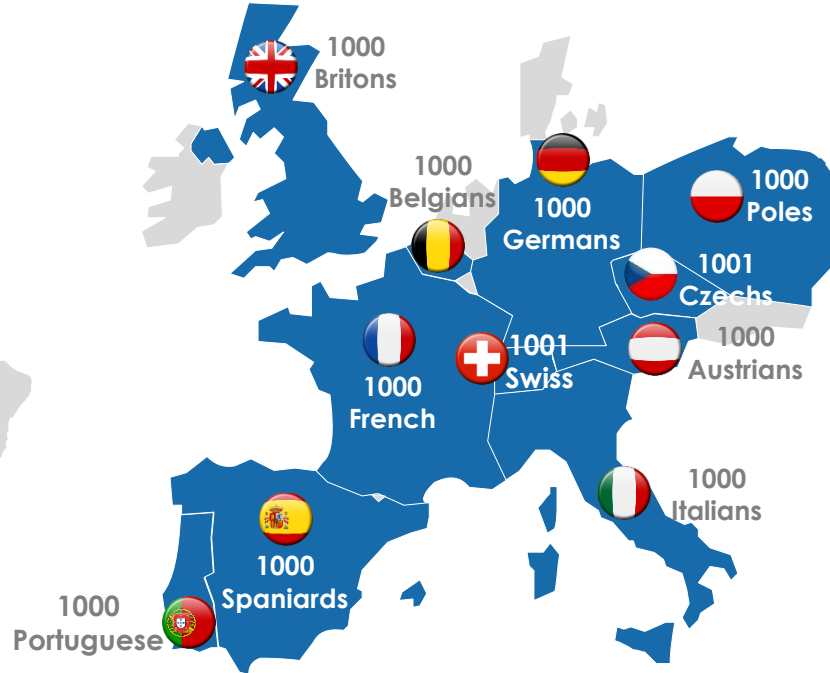 1000
Britons
1000
Belgians
1000
Germans
1000
Poles
1001
Czechs
1000
Austrians
1001
Swiss
1000
French
1000
Italians
1000
Spaniards
1000
Portuguese